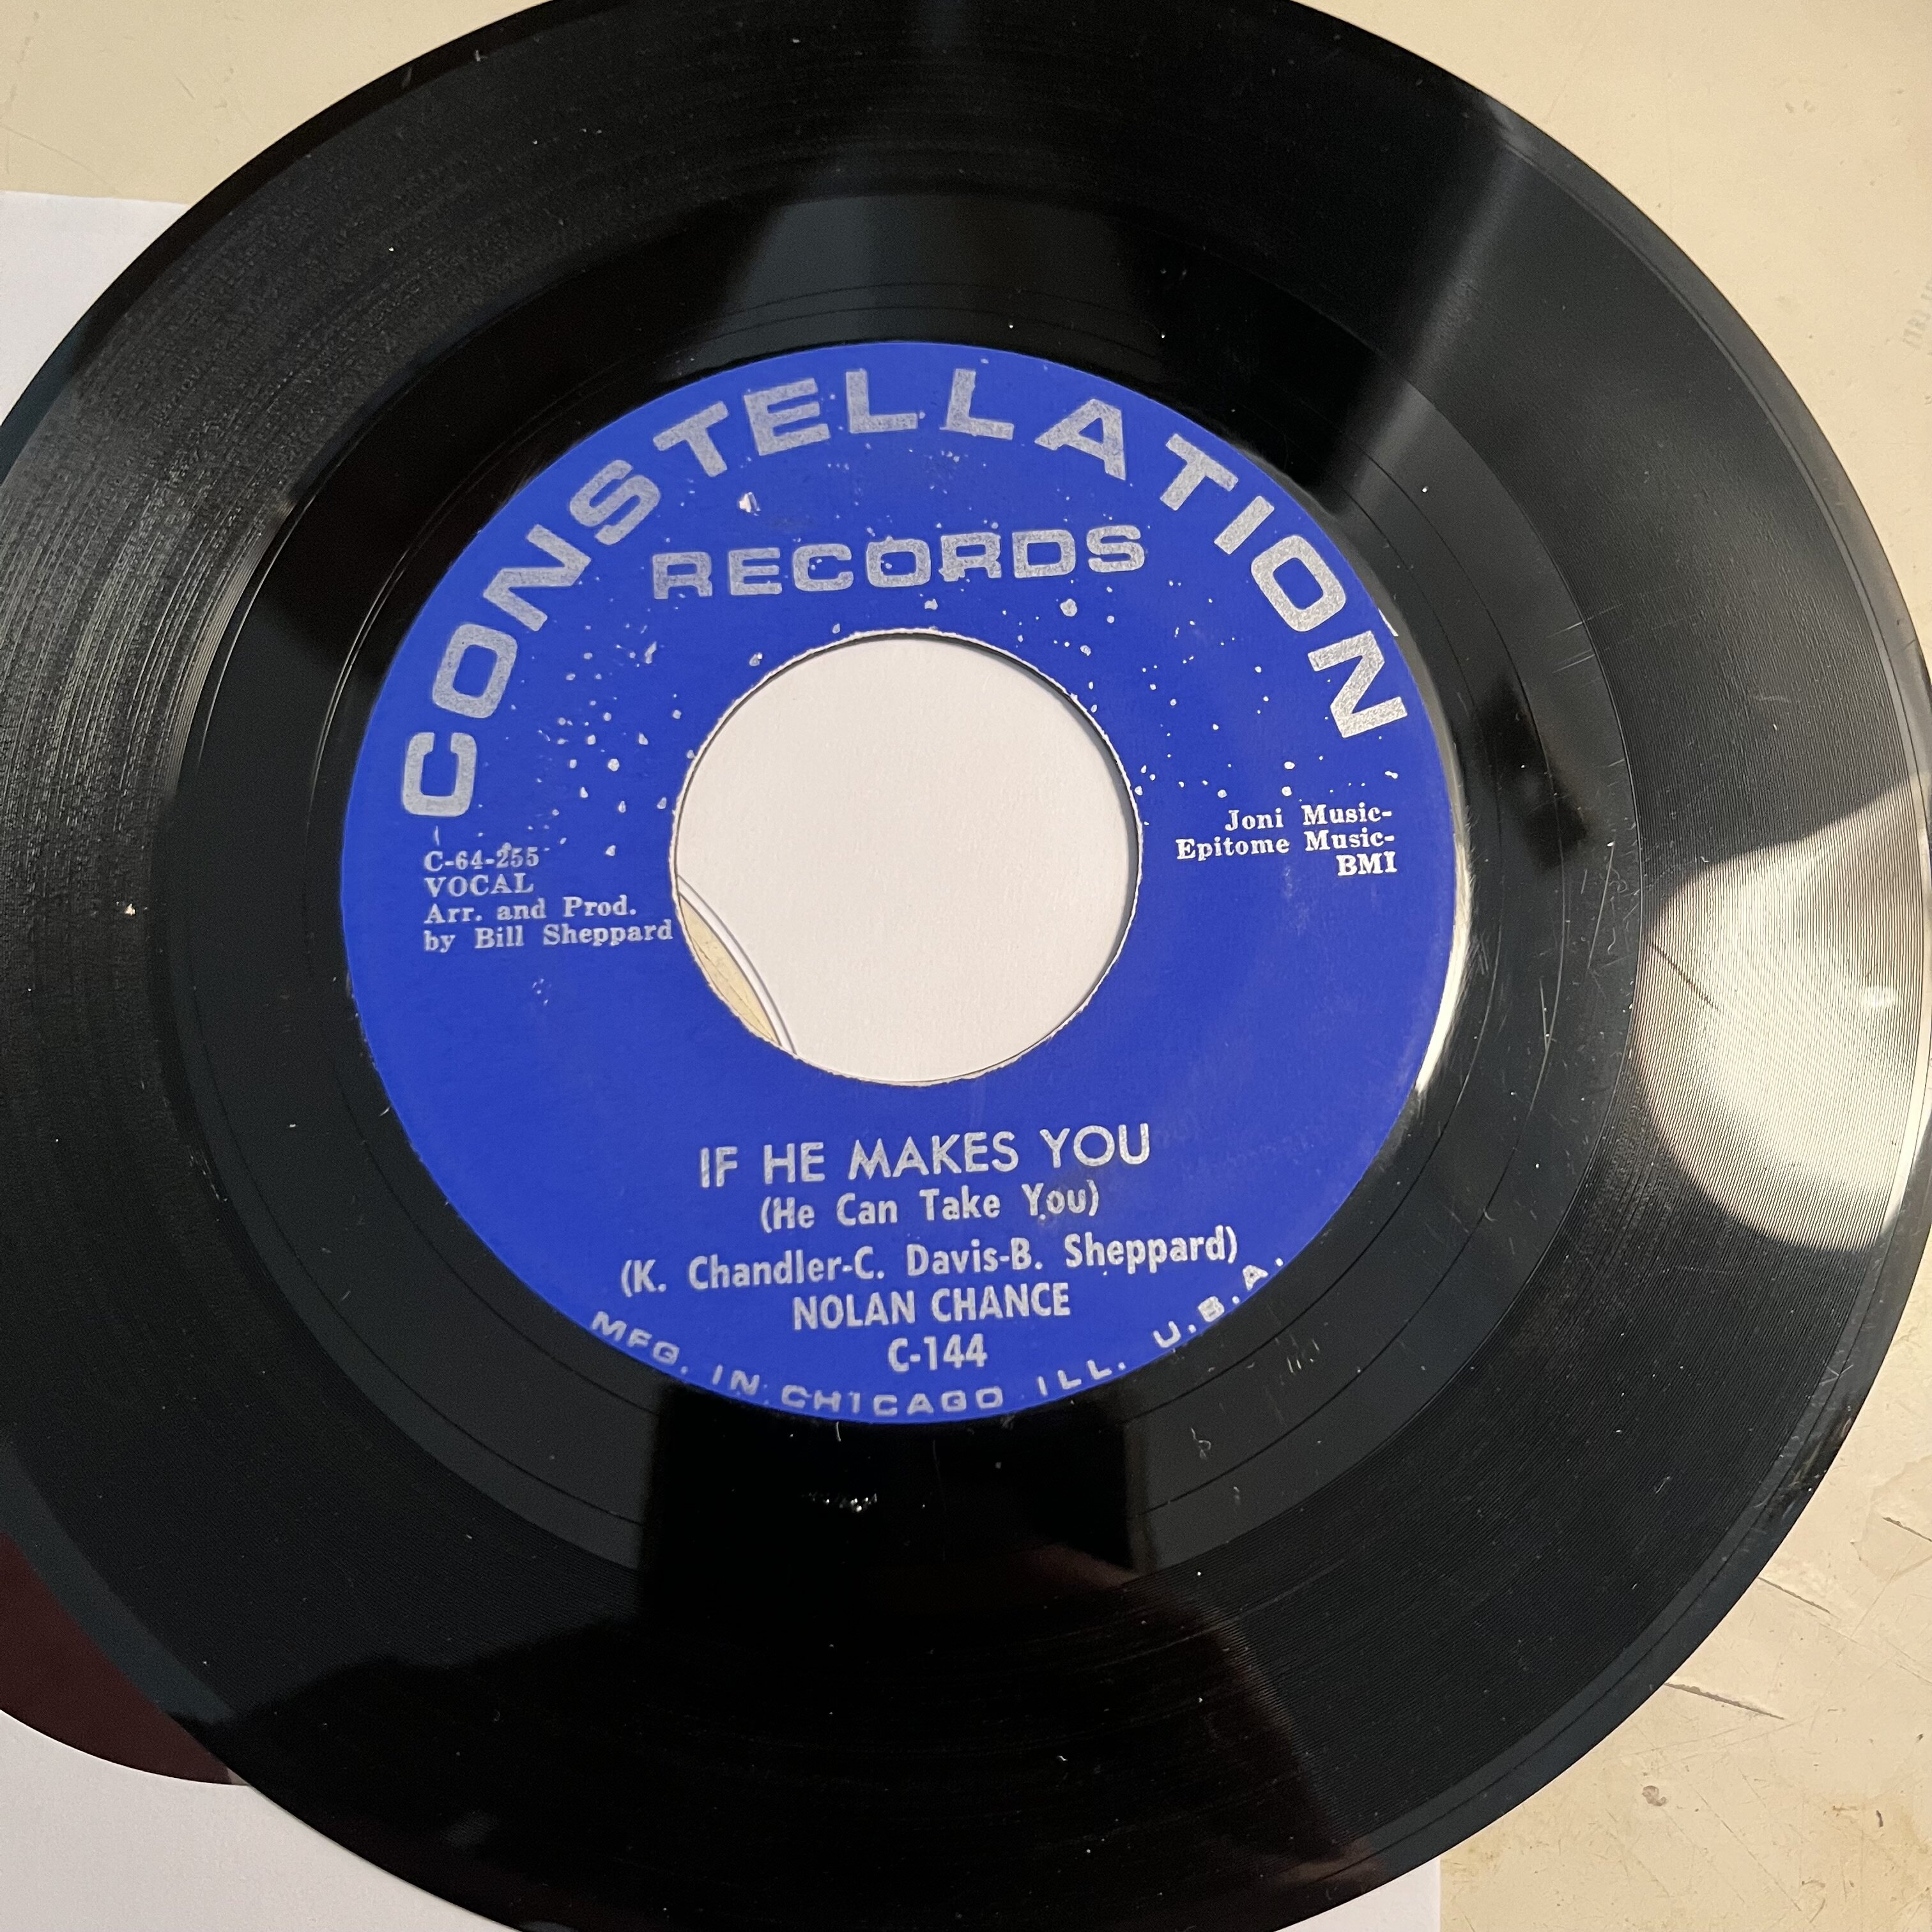 CONSTELLATION
RECORDS
C-64-255
VOCAL
Arr. and Prod.
by Bill Sheppard
Joni Music-
Epitome Music-
BMI
IF HE MAKES YOU
(He Can Take You)
(K. Chandler-C. Davis-B. Sheppard)
NOLAN CHANCE
C-144
MFG. IN CHICAGO ILL. U.S.A.